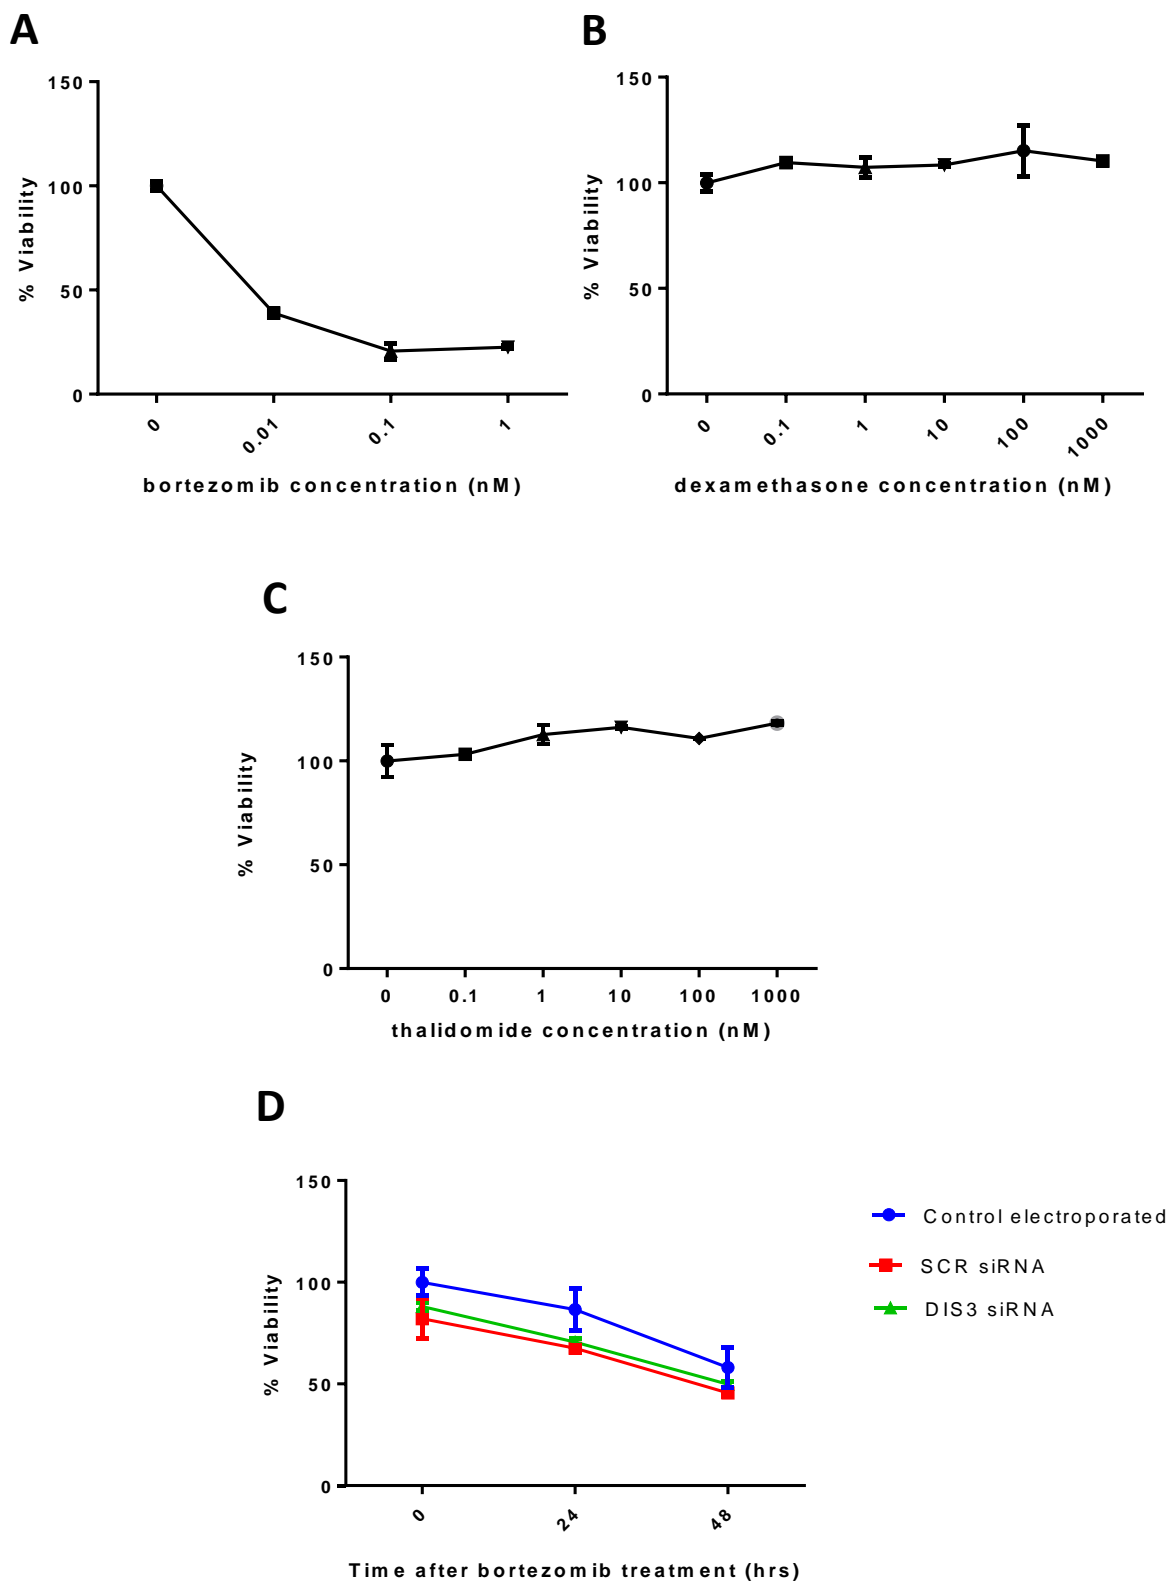 A
150
100
50
0
% Viability
0
0.01
0.1
1
bortezomib concentration (nM)
B
150
100
50
0
% Viability
0
0.1
1
10
100
1000
dexamethasone concentration (nM)
C
150
100
50
0
% Viability
0 0.1 1 10 100 1000
thalidomide concentration (nM)
D
150
100
50
0
% Viability
0
24
48
Time after bortezomib treatment (hrs)
Control electroporated
SCR siRNA
DIS3 siRNA